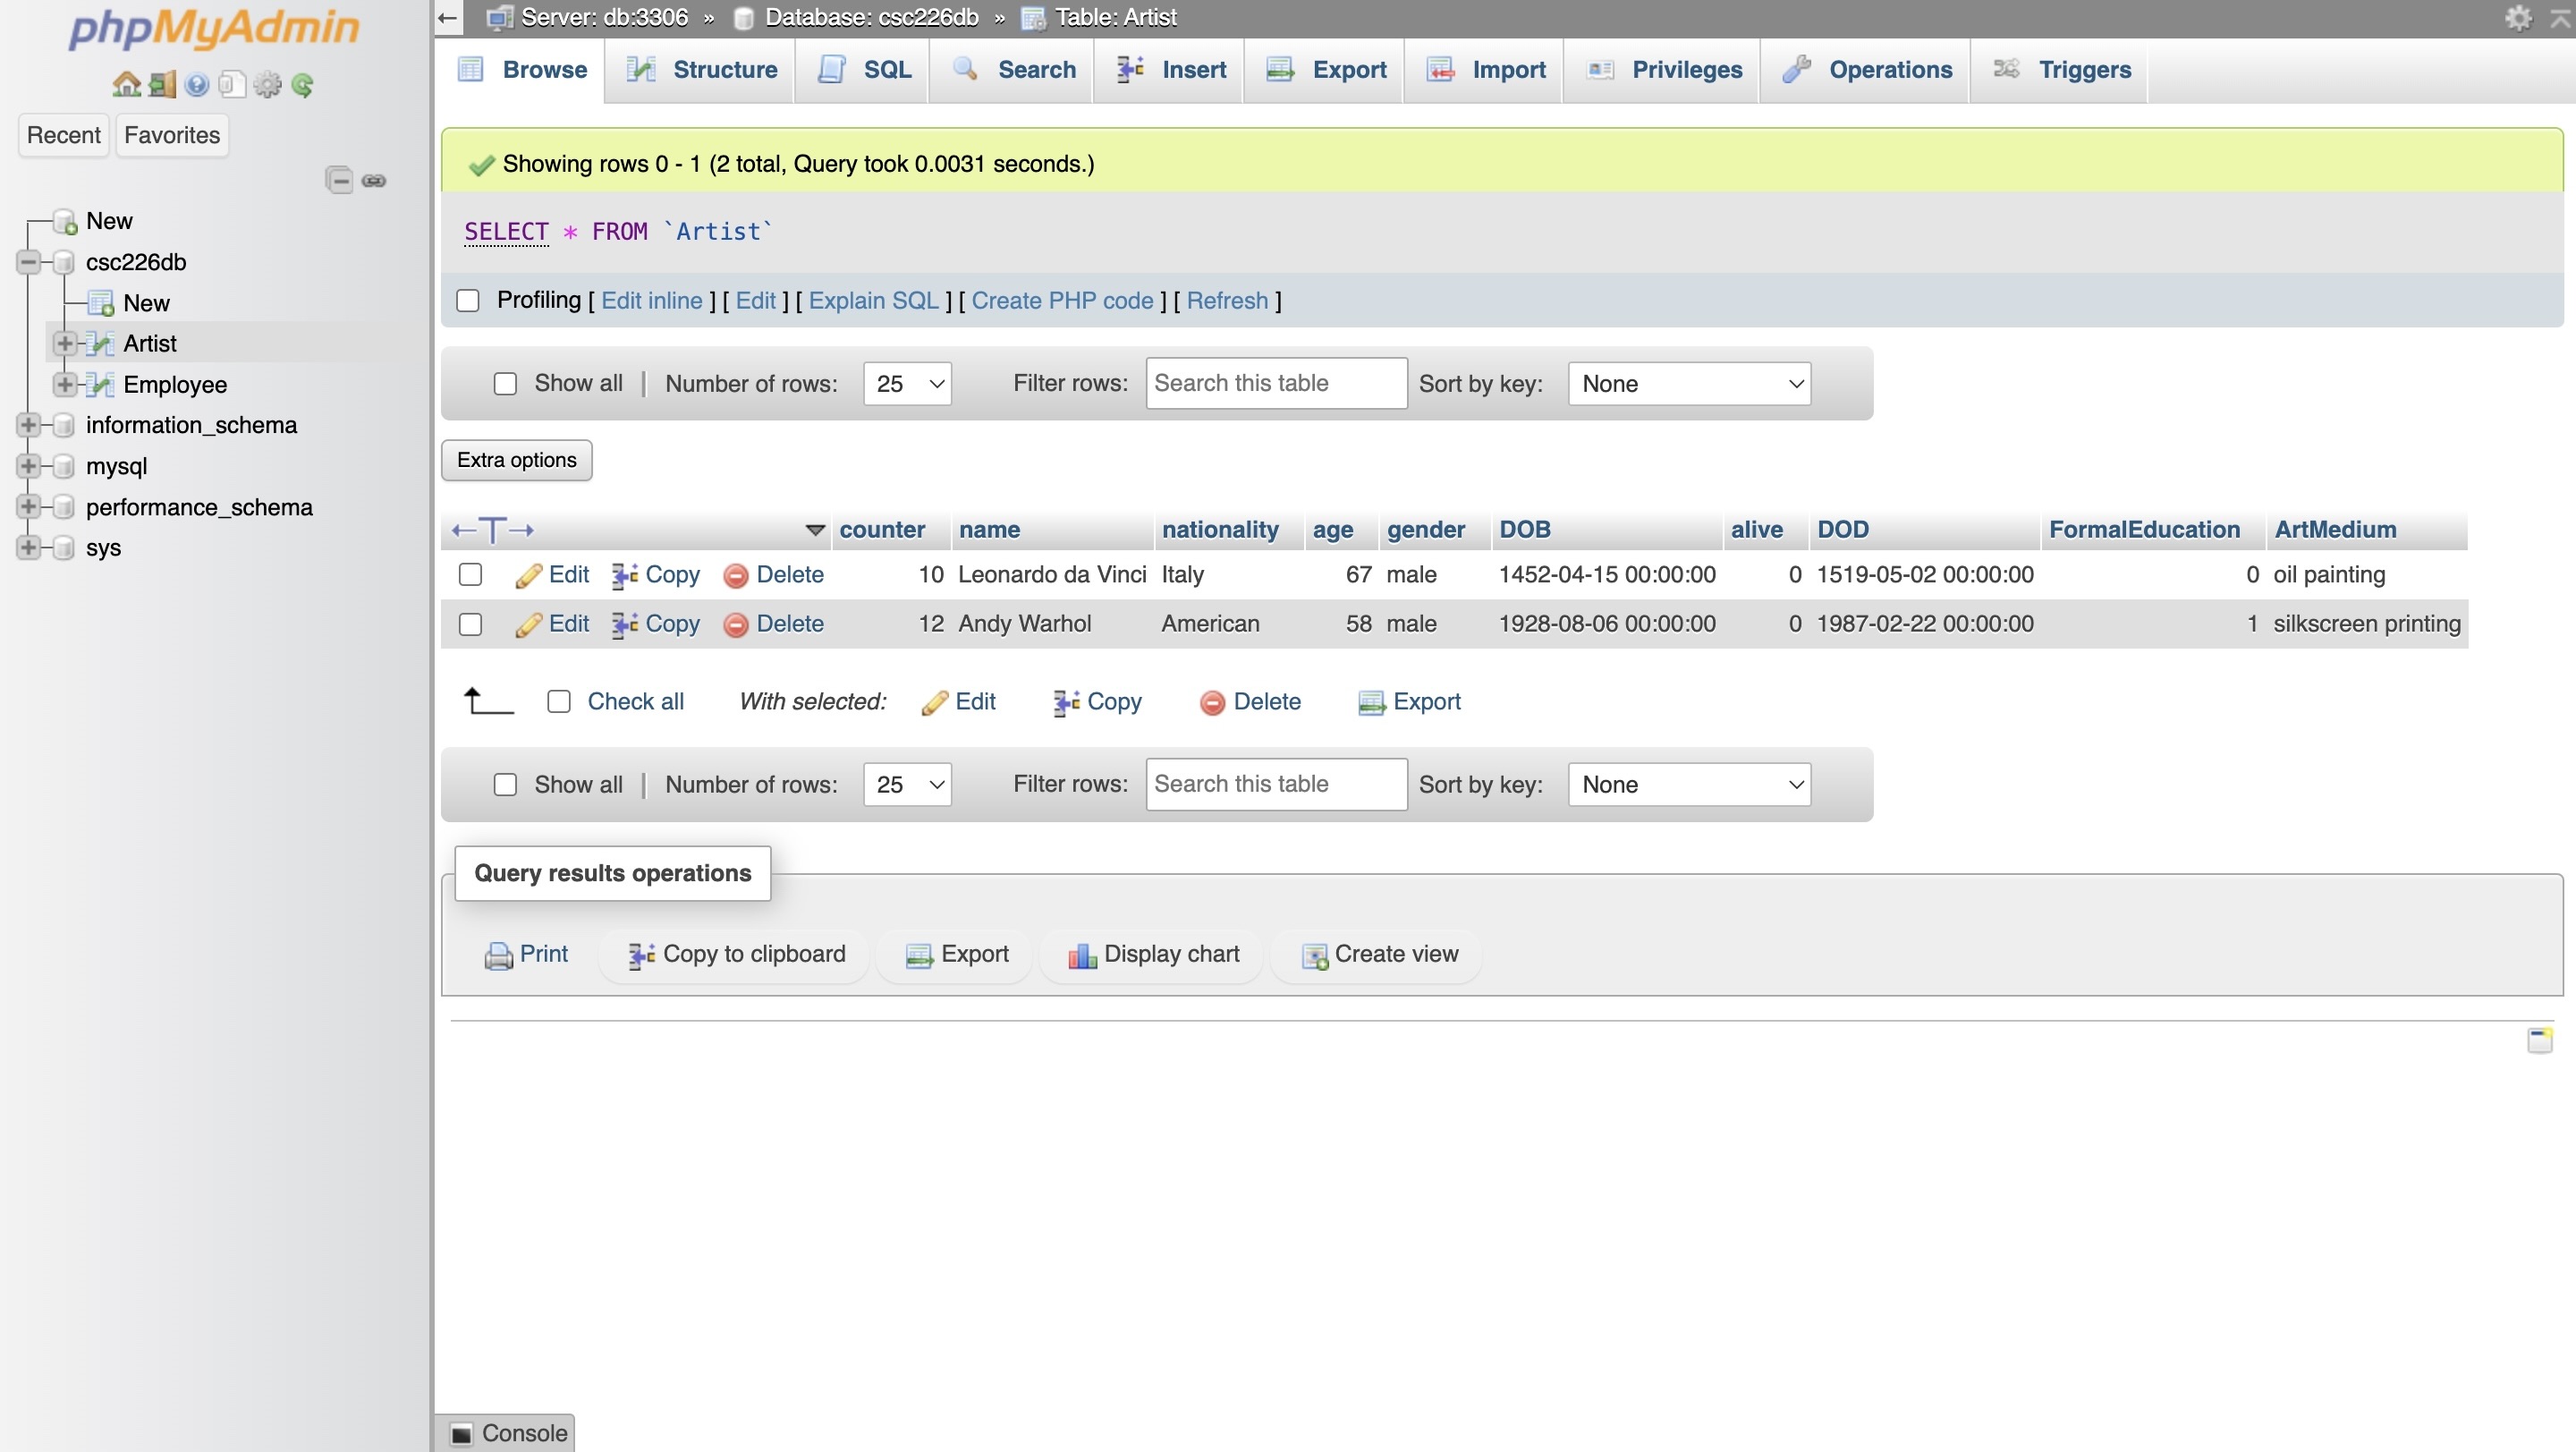 phpMyAdmin
Recent Favorites
New
csc226db
New
Artist
Employee
information_schema
mysql
performance_schema
sys
Server: db:3306 » Database: csc226db » Table: Artist
Browse Structure SQL Search Insert Export Import Privileges Operations Triggers
Showing rows 0 - 1 (2 total, Query took 0.0031 seconds.)
SELECT * FROM `Artist`
Profiling [ Edit inline ] [ Edit ] [ Explain SQL ] [ Create PHP code ] [ Refresh ]
Show all | Number of rows: 25 Filter rows: Search this table Sort by key: None
Extra options
←T→ counter name nationality age gender DOB alive DOD FormalEducation ArtMedium
Edit Copy Delete 10 Leonardo da Vinci Italy 67 male 1452-04-15 00:00:00 0 1519-05-02 00:00:00 0 oil painting
Edit Copy Delete 12 Andy Warhol American 58 male 1928-08-06 00:00:00 0 1987-02-22 00:00:00 1 silkscreen printing
Check all With selected: Edit Copy Delete Export
Show all | Number of rows: 25 Filter rows: Search this table Sort by key: None
Query results operations
Print Copy to clipboard Export Display chart Create view
Console